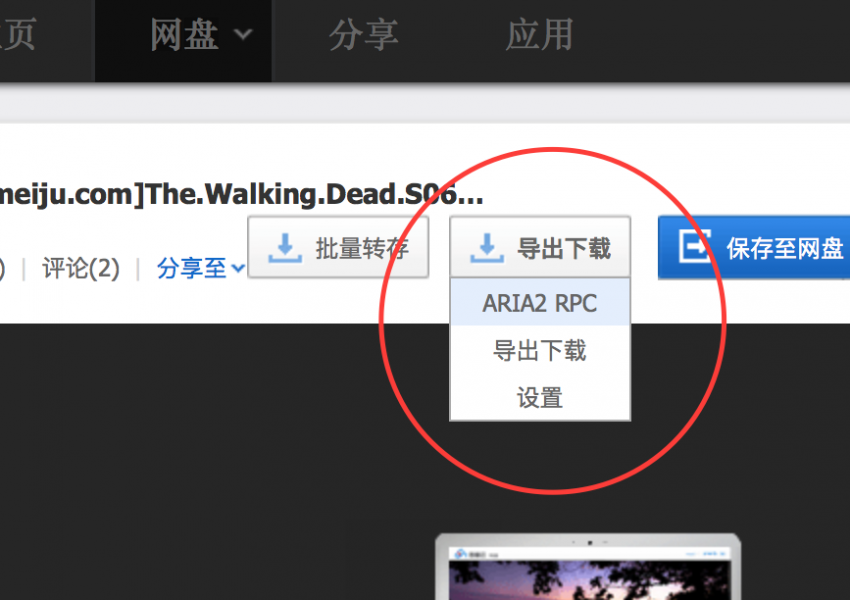 页
网盘
分享
应用
meiju.com]The.Walking.Dead.S06...
) | 评论(2) | 分享至
批量转存
导出下载
保存至网盘
ARIA2 RPC
导出下载
设置